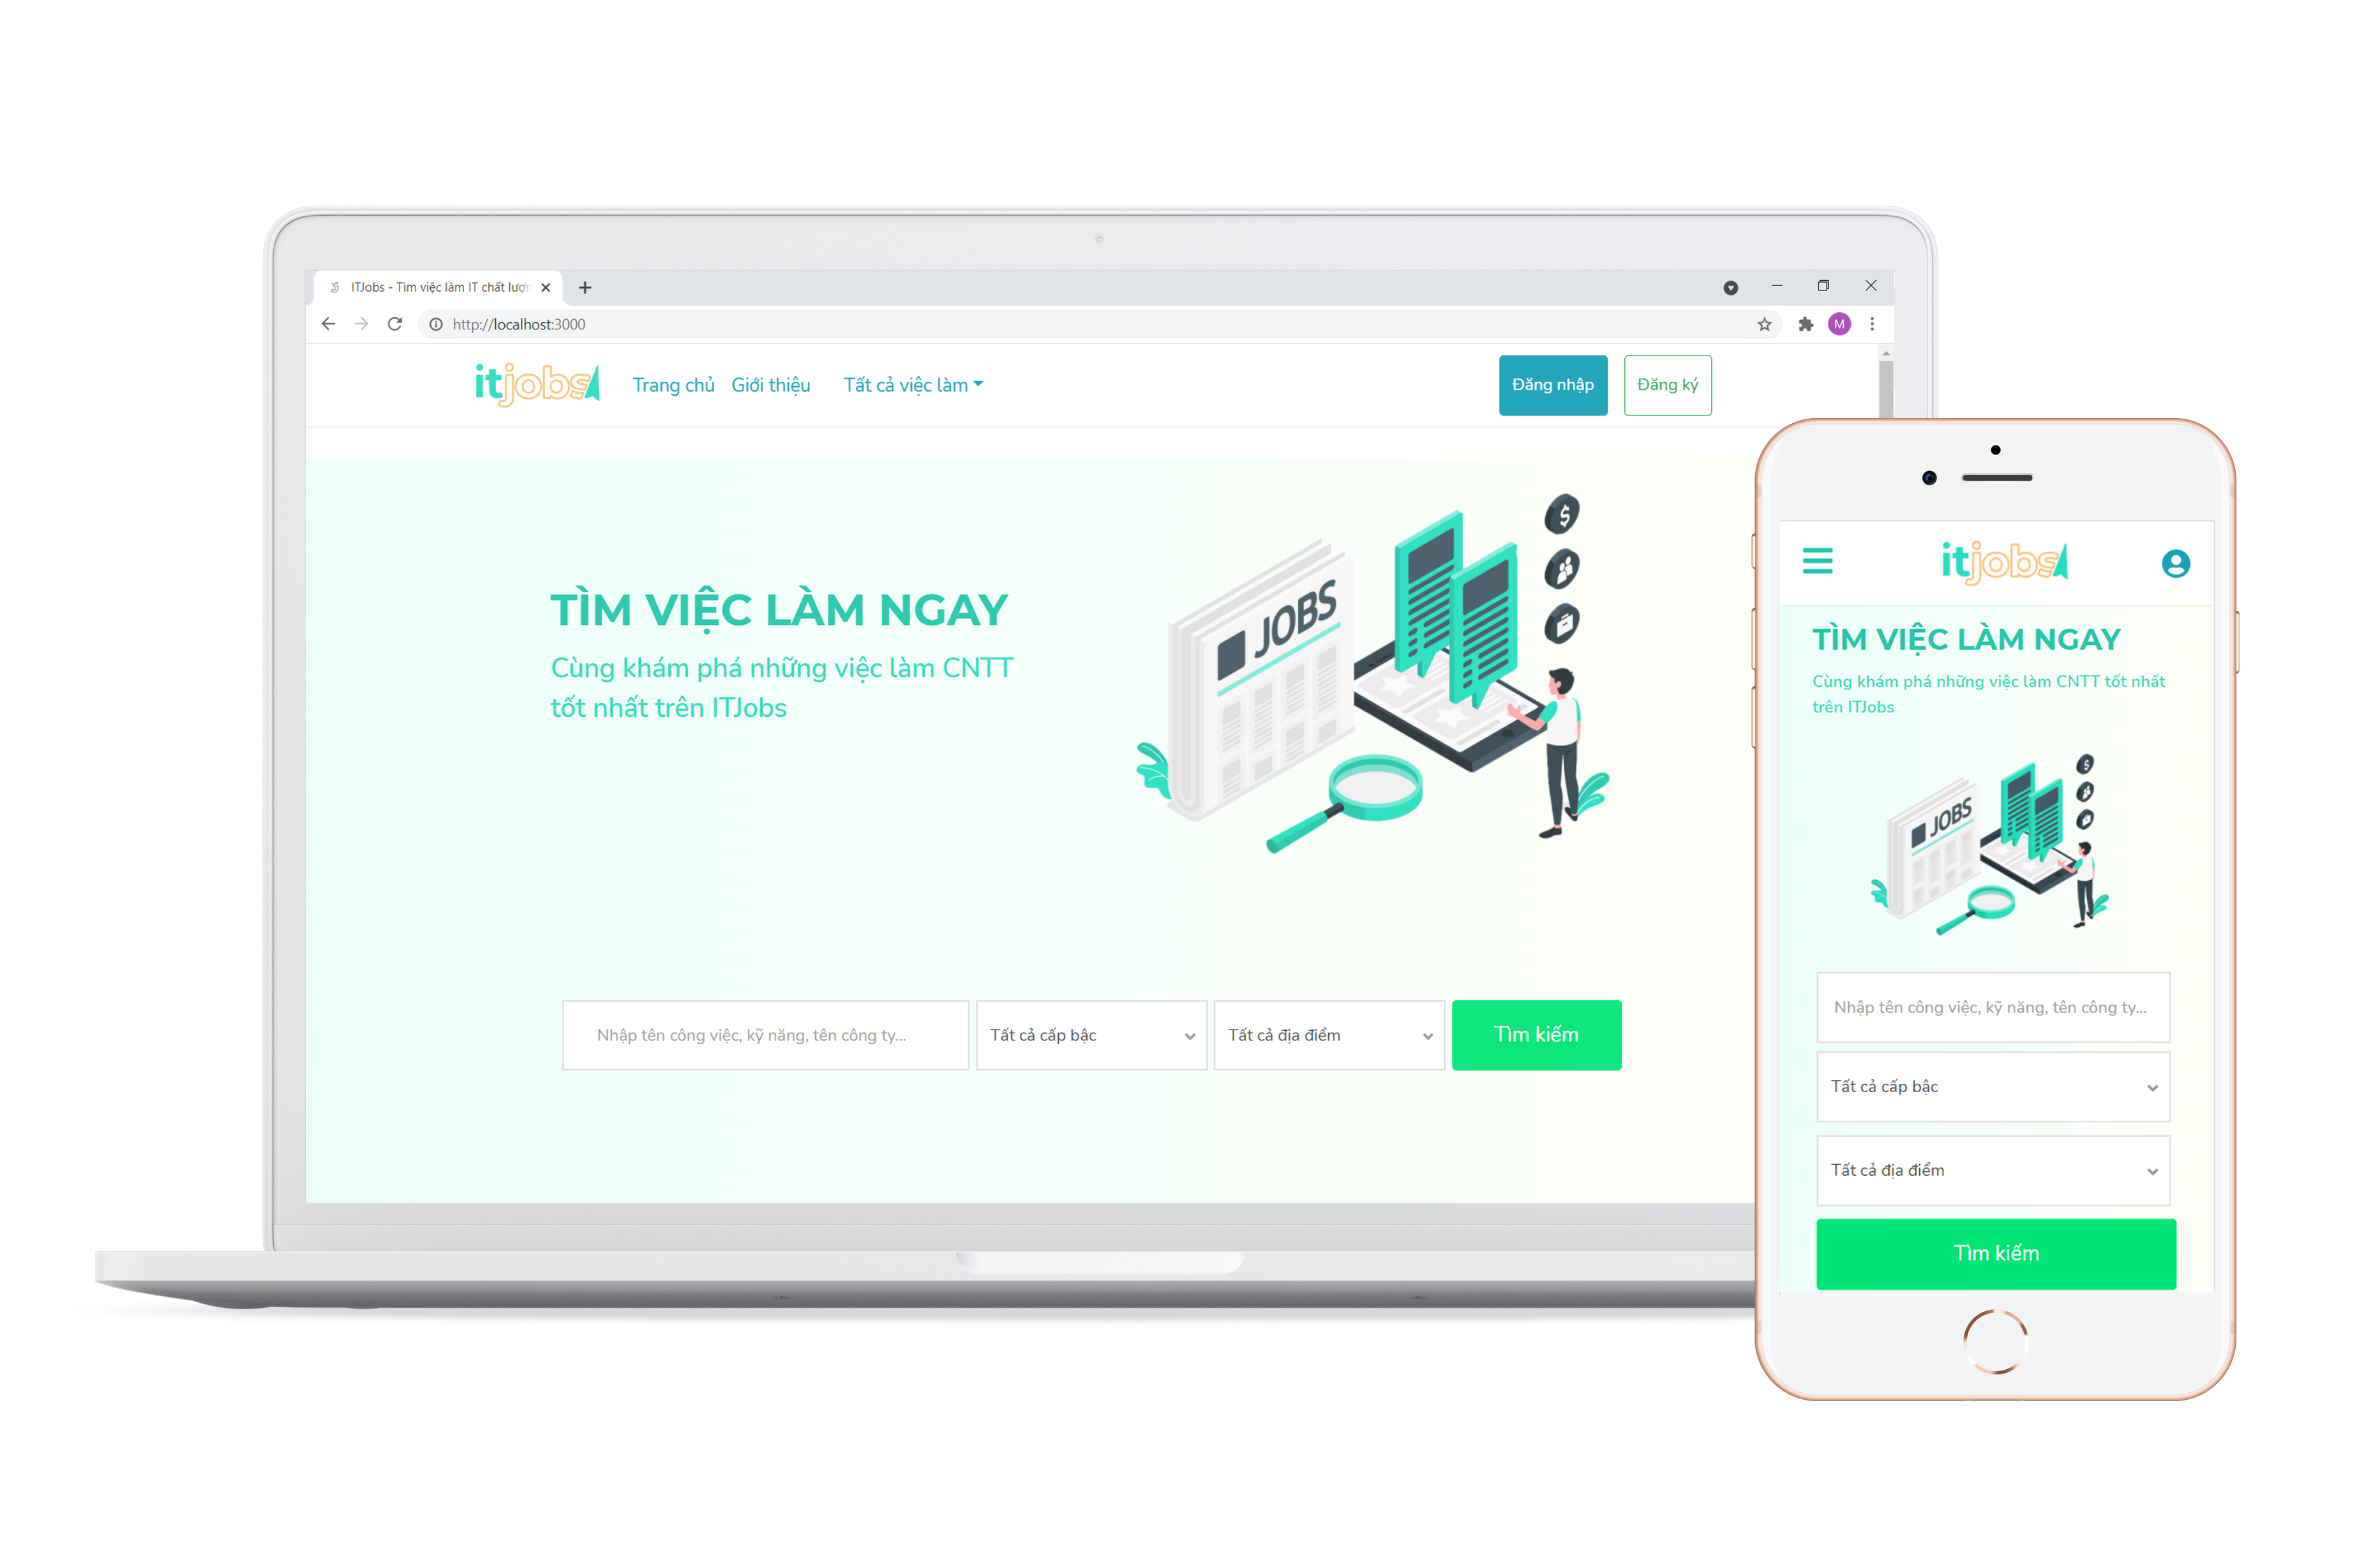 ITJobs - Tìm việc làm IT chất lượn
http://localhost:3000
itjobs
Trang chủ
Giới thiệu
Tất cả việc làm
Đăng nhập
Đăng ký
M
TÌM VIỆC LÀM NGAY
Cùng khám phá những việc làm CNTT
tốt nhất trên ITJobs
JOBS
$
Nhập tên công việc, kỹ năng, tên công ty...
Tất cả cấp bậc
Tất cả địa điểm
Tìm kiếm
itjobs
TÌM VIỆC LÀM NGAY
Cùng khám phá những việc làm CNTT tốt nhất
trên ITJobs
JOBS
$
Nhập tên công việc, kỹ năng, tên công ty...
Tất cả cấp bậc
Tất cả địa điểm
Tìm kiếm